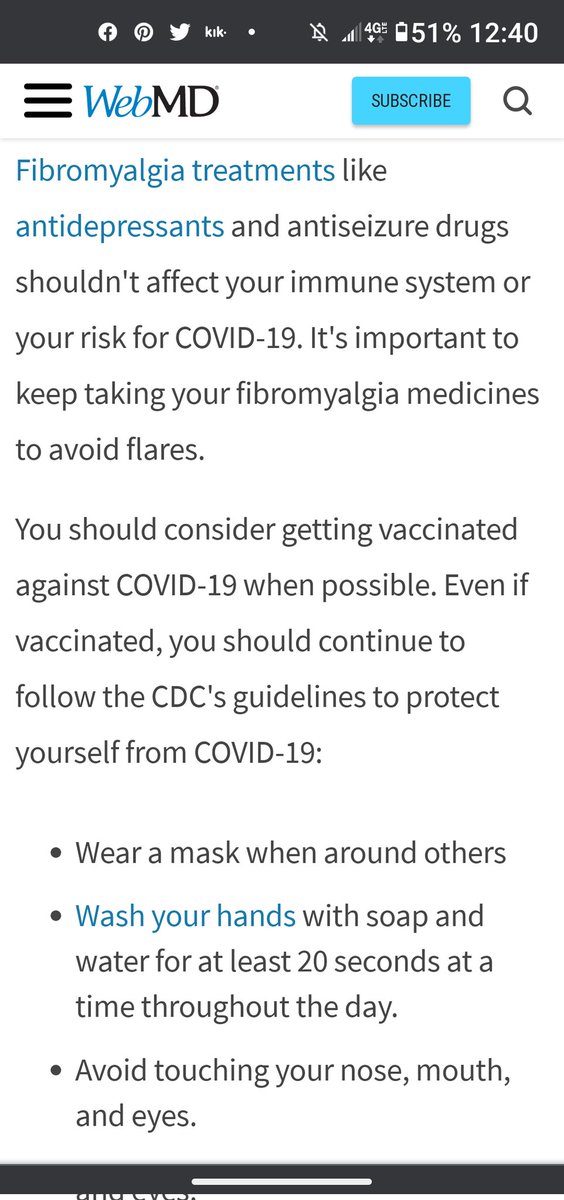 kik. 4GLTE 51% 12:40
WebMD SUBSCRIBE
Fibromyalgia treatments like
antidepressants and antiseizure drugs
shouldn't affect your immune system or
your risk for COVID-19. It's important to
keep taking your fibromyalgia medicines
to avoid flares.
You should consider getting vaccinated
against COVID-19 when possible. Even if
vaccinated, you should continue to
follow the CDC's guidelines to protect
yourself from COVID-19:
• Wear a mask when around others
• Wash your hands with soap and
water for at least 20 seconds at a
time throughout the day.
• Avoid touching your nose, mouth,
and eyes.
and eyes.